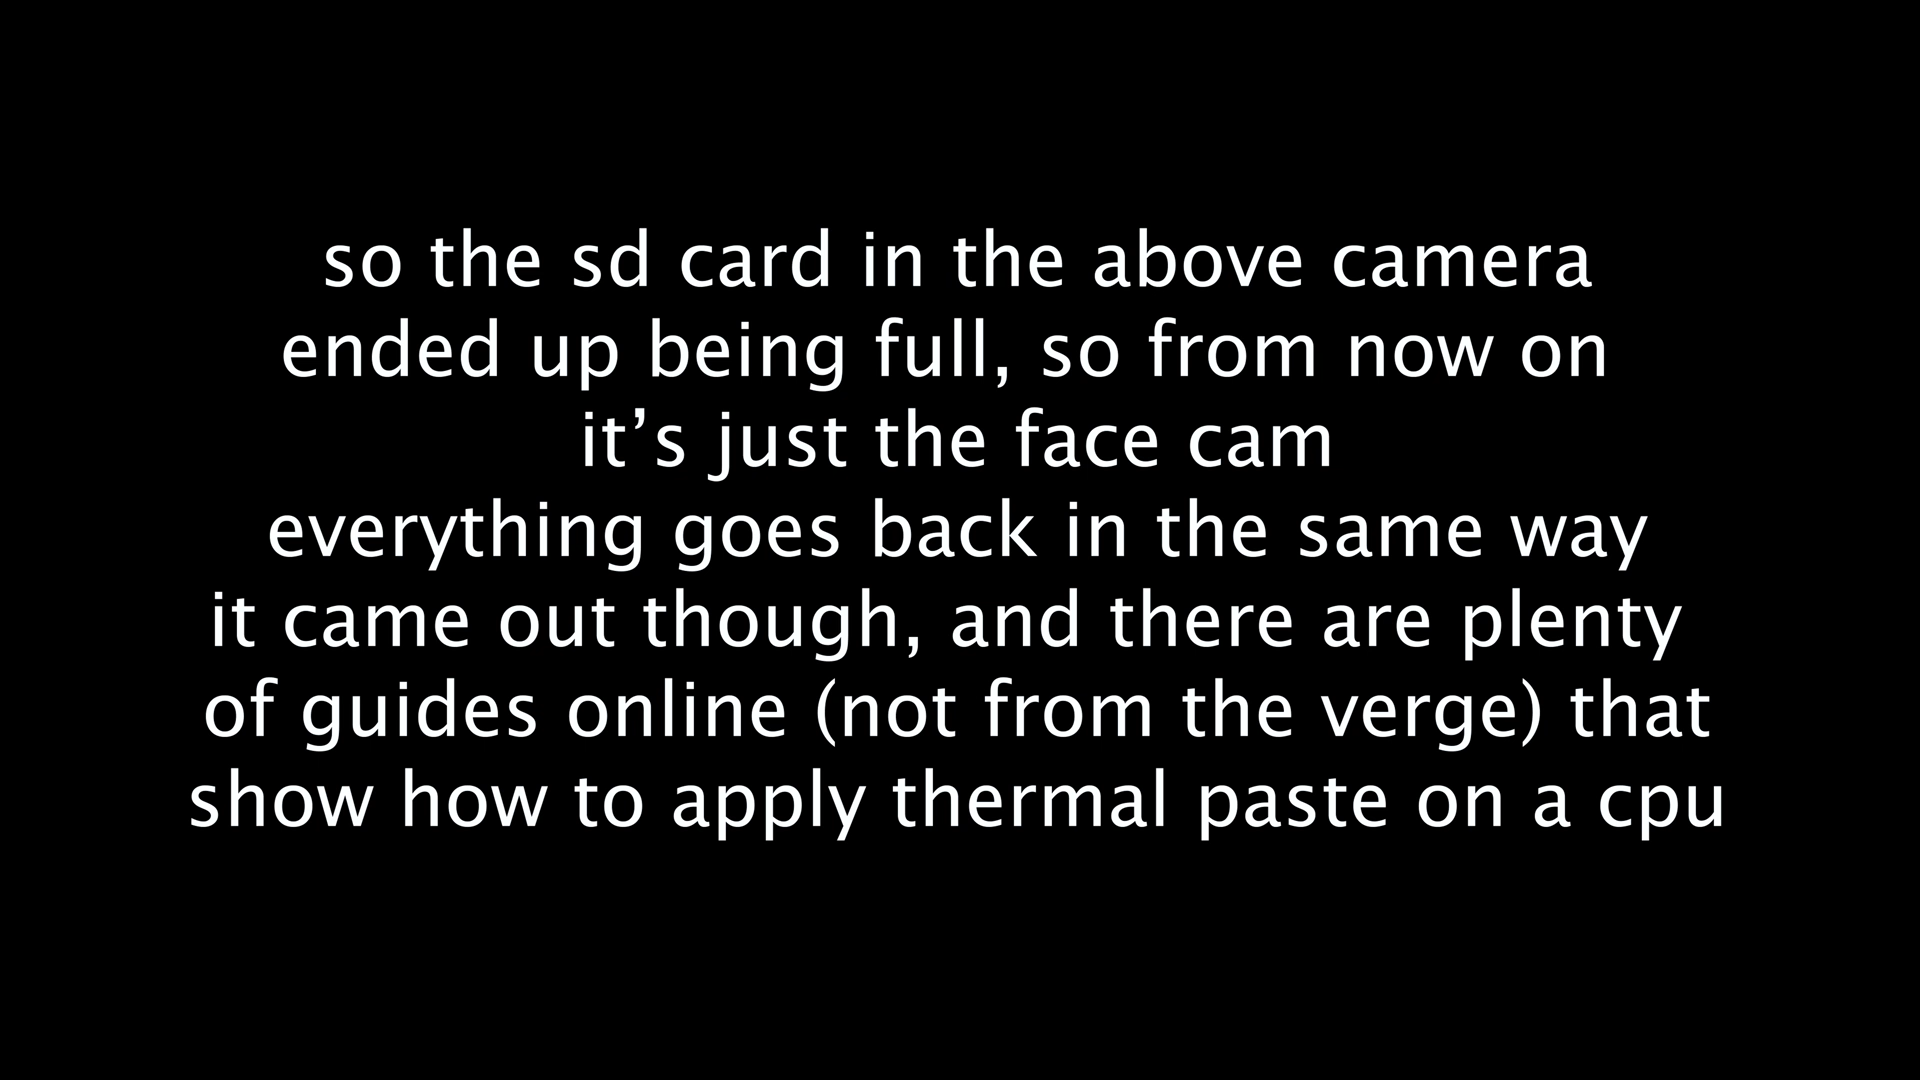 so the sd card in the above camera
ended up being full, so from now on
it’s just the face cam
everything goes back in the same way
it came out though, and there are plenty
of guides online (not from the verge) that
show how to apply thermal paste on a cpu